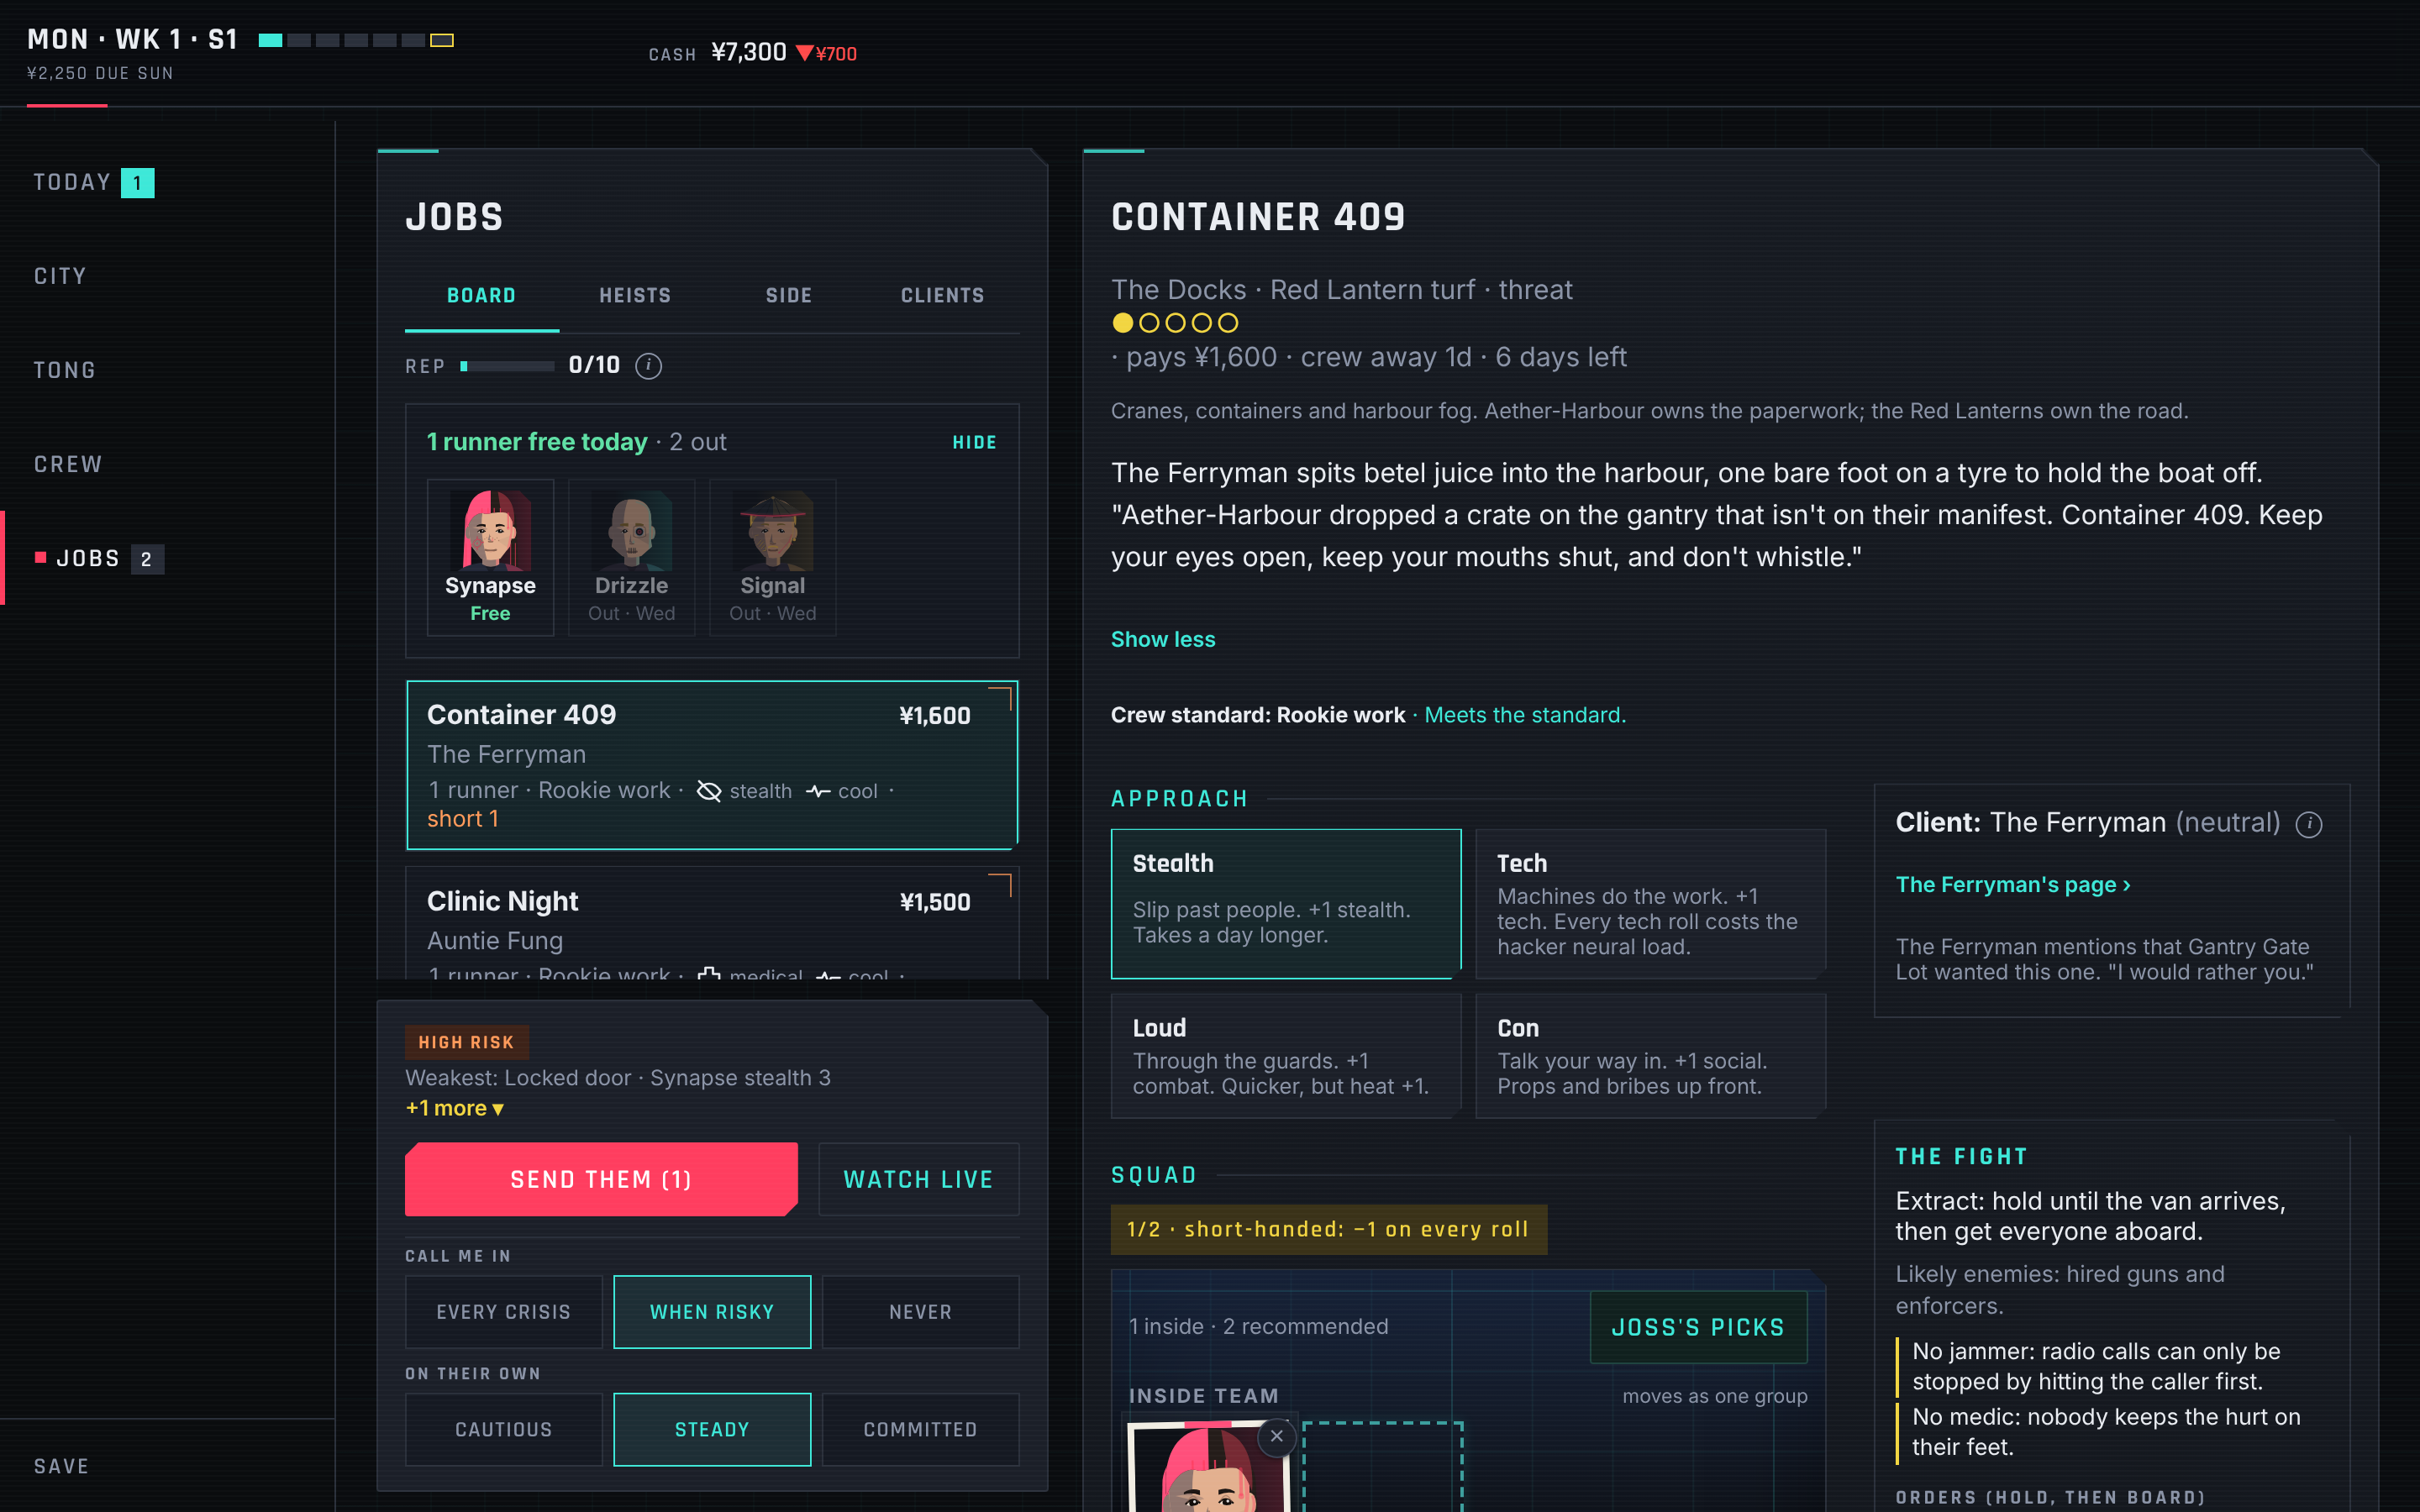 MON · WK 1 · S1
¥2,250 DUE SUN
CASH ¥7,300 ▼¥700
TODAY 1
CITY
TONG
CREW
JOBS 2
SAVE
JOBS
BOARD HEISTS SIDE CLIENTS
REP 0/10 i
1 runner free today · 2 out HIDE
Synapse Drizzle Signal
Free Out · Wed Out · Wed
Container 409 ¥1,600
The Ferryman
1 runner · Rookie work · stealth cool ·
short 1
Clinic Night ¥1,500
Auntie Fung
1 runner · Rookie work · medical cool ·
HIGH RISK
Weakest: Locked door · Synapse stealth 3
+1 more ▾
SEND THEM (1) WATCH LIVE
CALL ME IN
EVERY CRISIS WHEN RISKY NEVER
ON THEIR OWN
CAUTIOUS STEADY COMMITTED
CONTAINER 409
The Docks · Red Lantern turf · threat
· pays ¥1,600 · crew away 1d · 6 days left
Cranes, containers and harbour fog. Aether-Harbour owns the paperwork; the Red Lanterns own the road.
The Ferryman spits betel juice into the harbour, one bare foot on a tyre to hold the boat off.
"Aether-Harbour dropped a crate on the gantry that isn't on their manifest. Container 409. Keep
your eyes open, keep your mouths shut, and don't whistle."
Show less
Crew standard: Rookie work · Meets the standard.
APPROACH
Stealth
Slip past people. +1 stealth.
Takes a day longer.
Tech
Machines do the work. +1
tech. Every tech roll costs the
hacker neural load.
Loud
Through the guards. +1
combat. Quicker, but heat +1.
Con
Talk your way in. +1 social.
Props and bribes up front.
SQUAD
1/2 · short-handed: −1 on every roll
1 inside · 2 recommended JOSS'S PICKS
INSIDE TEAM moves as one group
✕
Client: The Ferryman (neutral) i
The Ferryman's page ›
The Ferryman mentions that Gantry Gate
Lot wanted this one. "I would rather you."
THE FIGHT
Extract: hold until the van arrives,
then get everyone aboard.
Likely enemies: hired guns and
enforcers.
No jammer: radio calls can only be
stopped by hitting the caller first.
No medic: nobody keeps the hurt on
their feet.
ORDERS (HOLD, THEN BOARD)